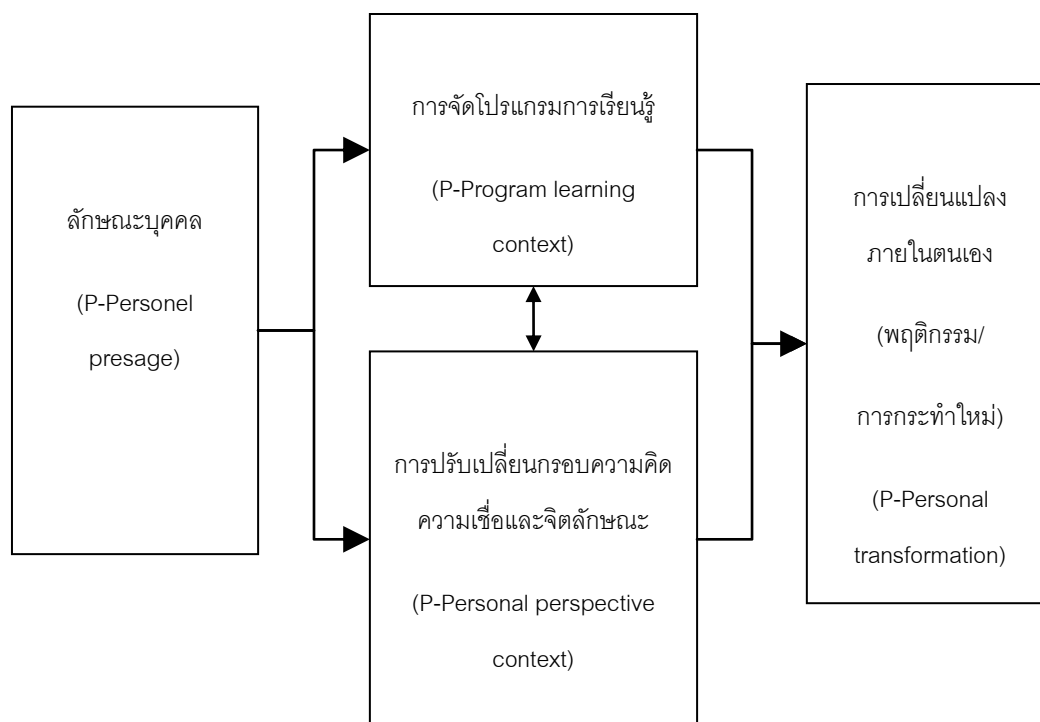 ลักษณะบุคคล
(P-Personel
presage)
การจัดโปรแกรมการเรียนรู้
(P-Program learning
context)
การปรับเปลี่ยนกรอบความคิด
ความเชื่อและจิตลักษณะ
(P-Personal perspective
context)
การเปลี่ยนแปลง
ภายในตนเอง
(พฤติกรรม/
การกระทำใหม่)
(P-Personal
transformation)